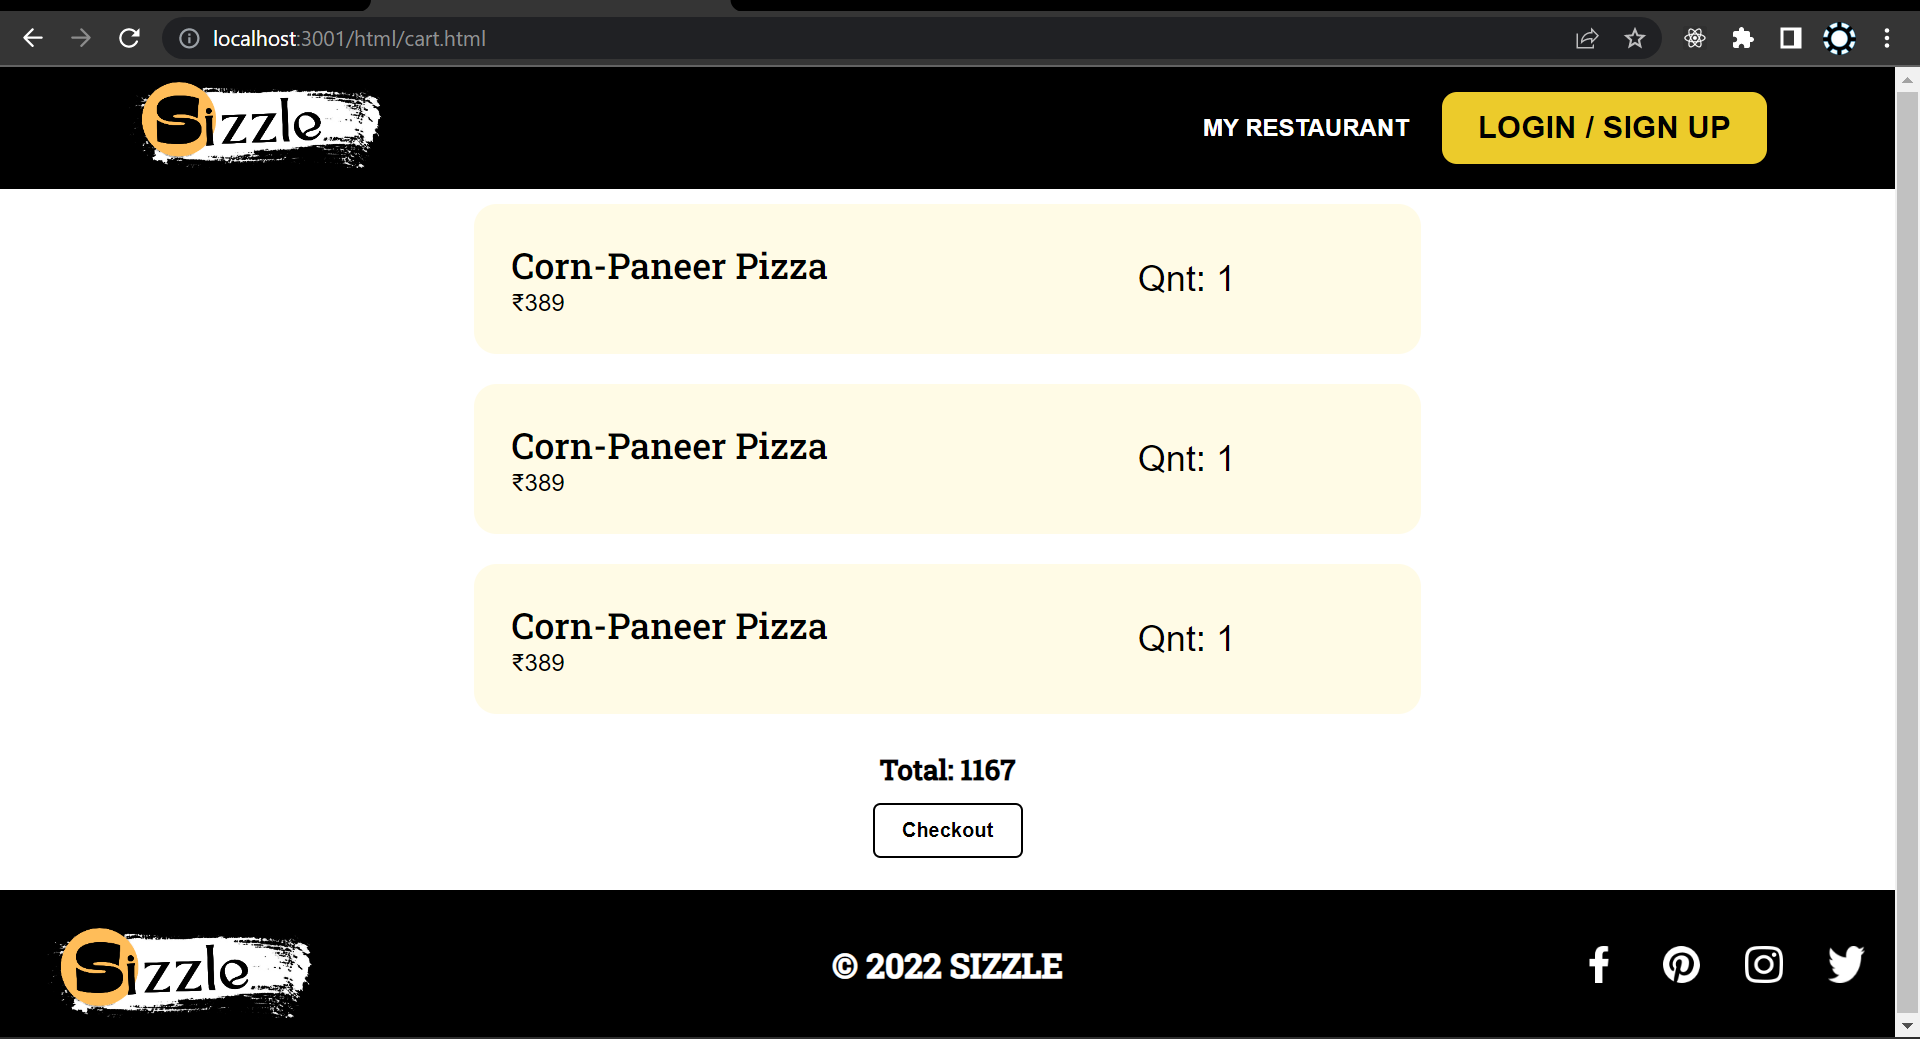 localhost:3001/html/cart.html
Sizzle
MY RESTAURANT
LOGIN / SIGN UP
Corn-Paneer Pizza
₹389
Qnt: 1
Corn-Paneer Pizza
₹389
Qnt: 1
Corn-Paneer Pizza
₹389
Qnt: 1
Total: 1167
Checkout
Sizzle
© 2022 SIZZLE